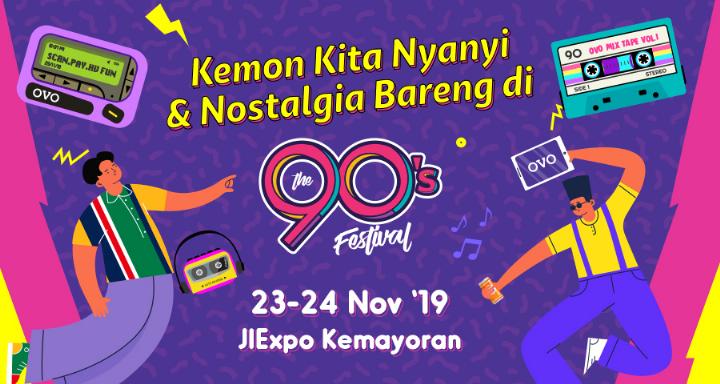 Kemon Kita Nyanyi
& Nostalgia Bareng di
the
90's
Festival
23-24 Nov '19
JIExpo Kemayoran
SCAN.PAY.HV FUN
OVO
90
OVO MIX TAPE VOL.1
SIDE 1
STEREO
OVO